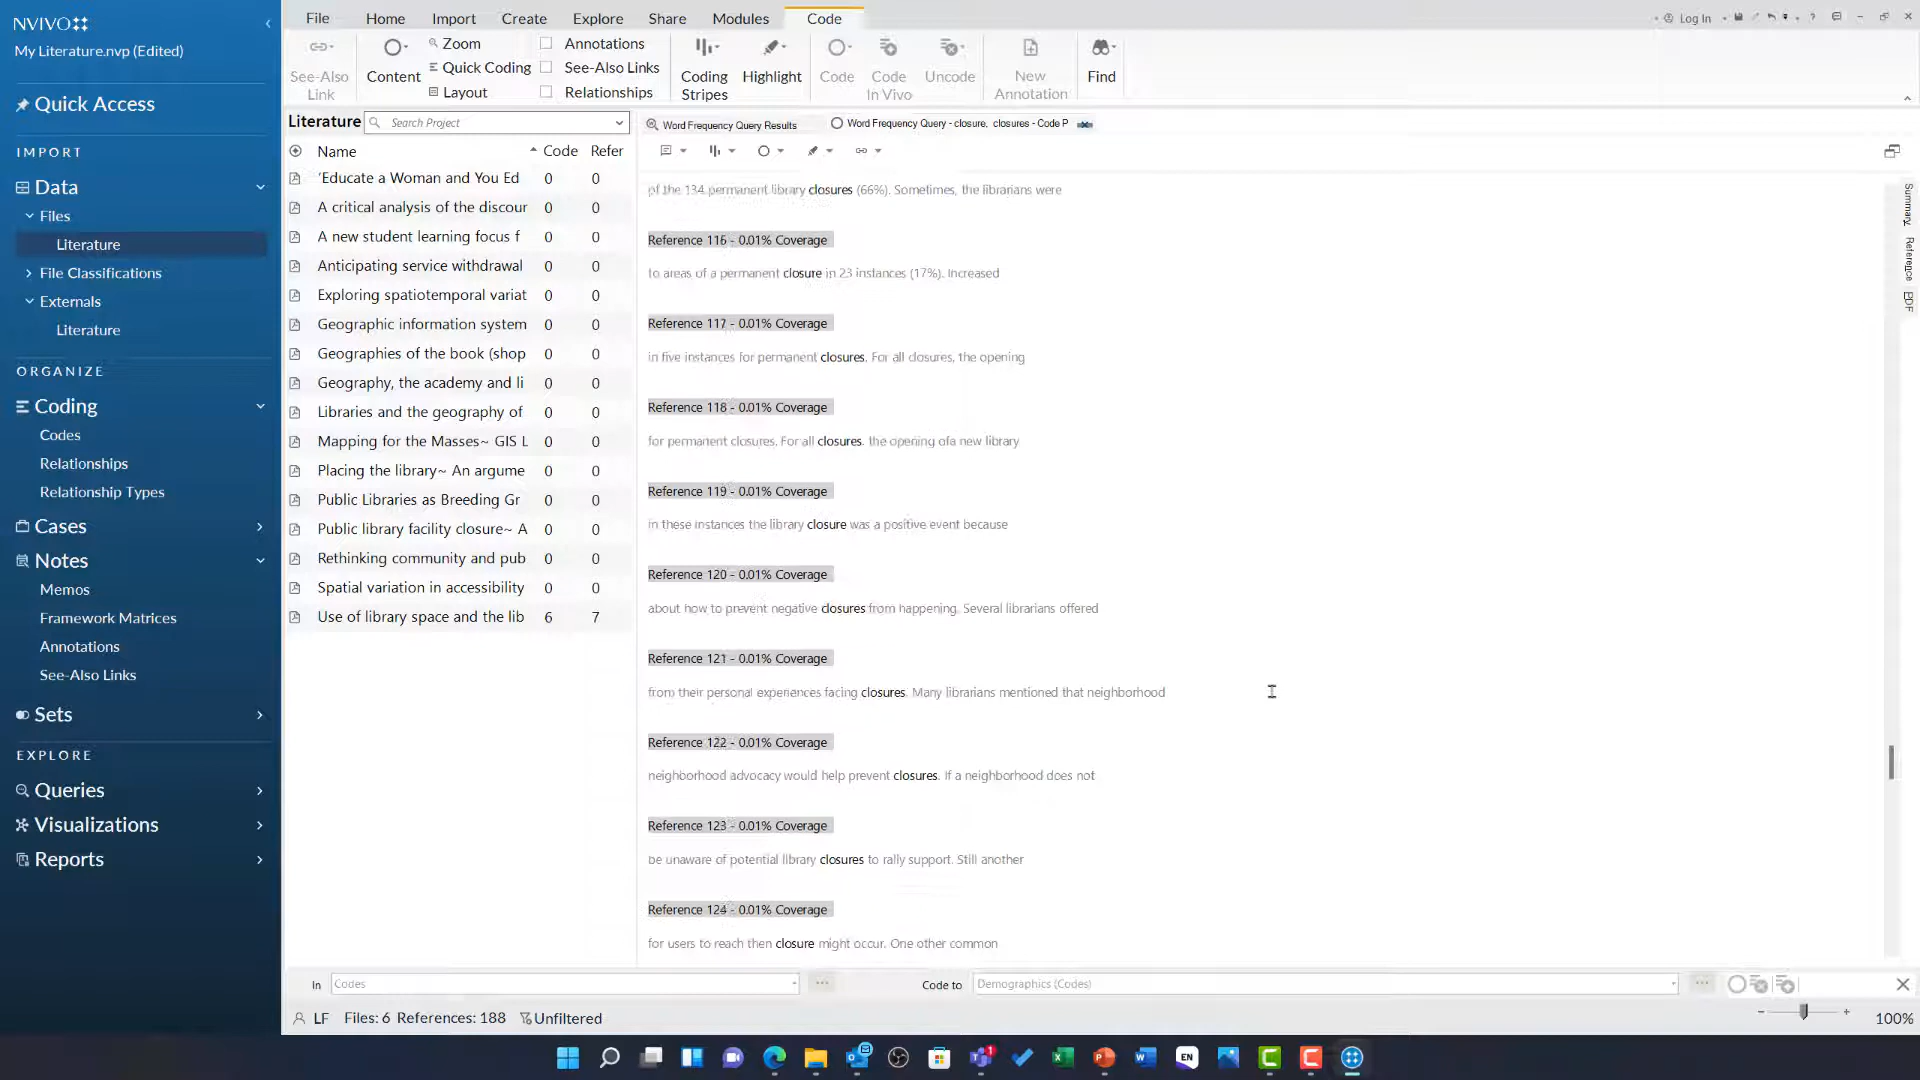 NVIVO
My Literature.nvp (Edited)
Quick Access
IMPORT
Data
Files
Literature
File Classifications
Externals
Literature
ORGANIZE
Coding
Codes
Relationships
Relationship Types
Cases
Notes
Memos
Framework Matrices
Annotations
See-Also Links
Sets
EXPLORE
Queries
Visualizations
Reports
File Home Import Create Explore Share Modules Code
Log In
See-Also Link
Content
Zoom
Quick Coding
Layout
Annotations
See-Also Links
Relationships
Coding Stripes
Highlight
Code
Code In Vivo
Uncode
New Annotation
Find
Literature
Search Project
Name Code Refer
'Educate a Woman and You Ed 0 0
A critical analysis of the discour 0 0
A new student learning focus f 0 0
Anticipating service withdrawal 0 0
Exploring spatiotemporal variat 0 0
Geographic information system 0 0
Geographies of the book (shop 0 0
Geography, the academy and li 0 0
Libraries and the geography of 0 0
Mapping for the Masses~ GIS L 0 0
Placing the library~ An argume 0 0
Public Libraries as Breeding Gr 0 0
Public library facility closure~ A 0 0
Rethinking community and pub 0 0
Spatial variation in accessibility 0 0
Use of library space and the lib 6 7
Word Frequency Query Results
Word Frequency Query - closure, closures - Code P
of the 134 permanent library closures (66%). Sometimes, the librarians were
Reference 116 - 0.01% Coverage
to areas of a permanent closure in 23 instances (17%). Increased
Reference 117 - 0.01% Coverage
in five instances for permanent closures. For all closures, the opening
Reference 118 - 0.01% Coverage
for permanent closures. For all closures, the opening ofa new library
Reference 119 - 0.01% Coverage
in these instances the library closure was a positive event because
Reference 120 - 0.01% Coverage
about how to prevent negative closures from happening. Several librarians offered
Reference 121 - 0.01% Coverage
from their personal experiences facing closures. Many librarians mentioned that neighborhood
Reference 122 - 0.01% Coverage
neighborhood advocacy would help prevent closures. If a neighborhood does not
Reference 123 - 0.01% Coverage
be unaware of potential library closures to rally support. Still another
Reference 124 - 0.01% Coverage
for users to reach then closure might occur. One other common
Summary
Reference
PDF
In Codes
Code to Demographics (Codes)
LF Files: 6 References: 188 Unfiltered
100%
EN